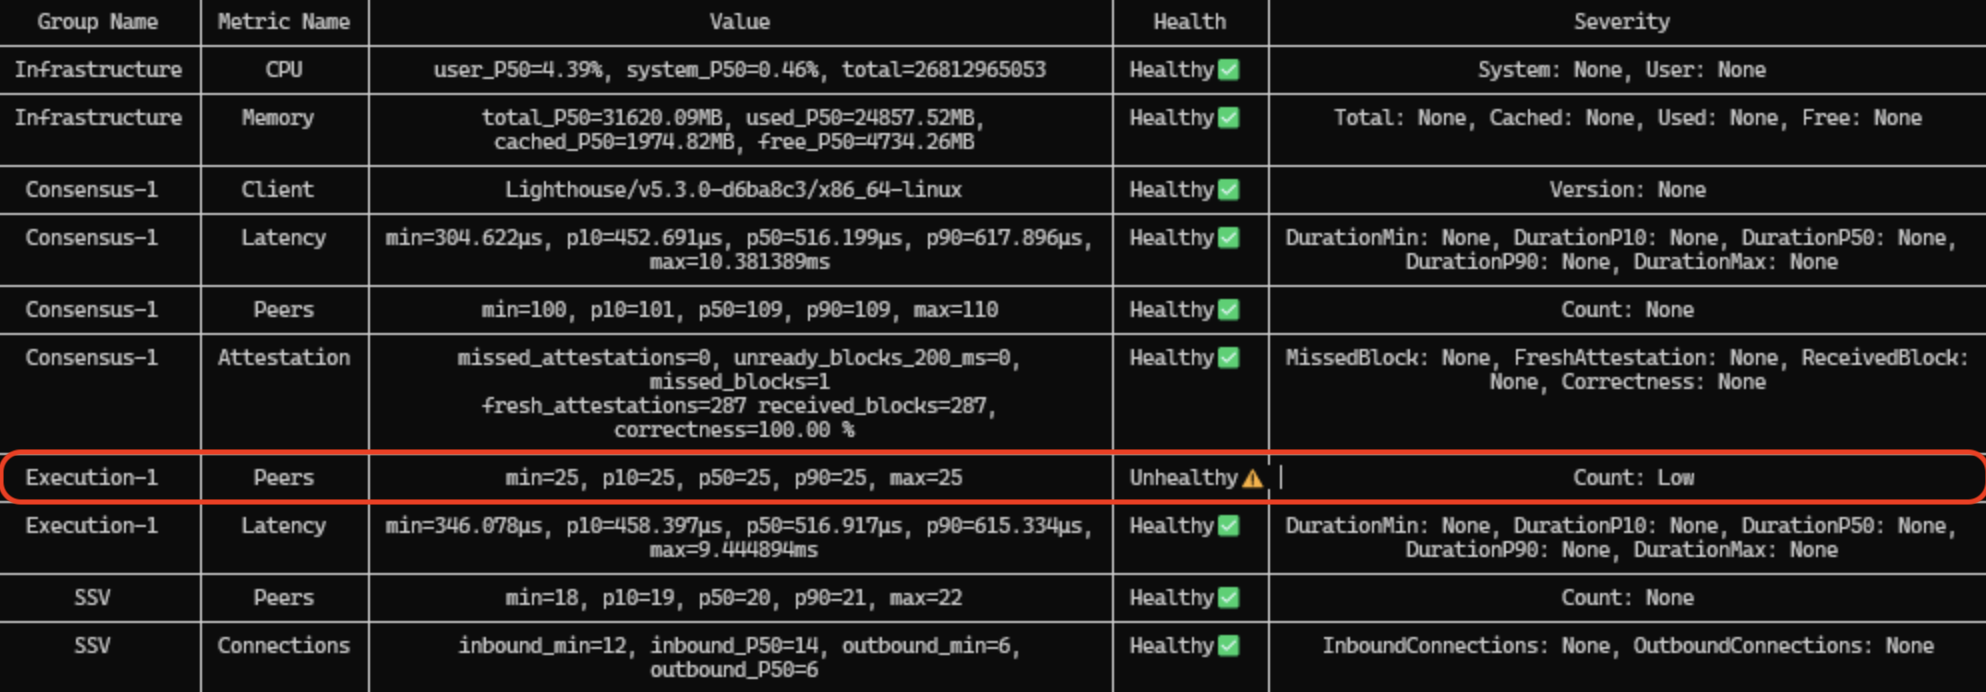 Group Name Metric Name Value Health Severity
Infrastructure CPU user_P50=4.39%, system_P50=0.46%, total=26812965053 Healthy✅ System: None, User: None
Infrastructure Memory total_P50=31620.09MB, used_P50=24857.52MB, Healthy✅ Total: None, Cached: None, Used: None, Free: None
cached_P50=1974.82MB, free_P50=4734.26MB
Consensus-1 Client Lighthouse/v5.3.0-d6ba8c3/x86_64-linux Healthy✅ Version: None
Consensus-1 Latency min=304.622µs, p10=452.691µs, p50=516.199µs, p90=617.896µs, Healthy✅ DurationMin: None, DurationP10: None, DurationP50: None,
max=10.381389ms DurationP90: None, DurationMax: None
Consensus-1 Peers min=100, p10=101, p50=109, p90=109, max=110 Healthy✅ Count: None
Consensus-1 Attestation missed_attestations=0, unready_blocks_200_ms=0, Healthy✅ MissedBlock: None, FreshAttestation: None, ReceivedBlock:
missed_blocks=1 None, Correctness: None
fresh_attestations=287 received_blocks=287,
correctness=100.00 %
Execution-1 Peers min=25, p10=25, p50=25, p90=25, max=25 Unhealthy⚠️ Count: Low
Execution-1 Latency min=346.078µs, p10=458.397µs, p50=516.917µs, p90=615.334µs, Healthy✅ DurationMin: None, DurationP10: None, DurationP50: None,
max=9.444894ms DurationP90: None, DurationMax: None
SSV Peers min=18, p10=19, p50=20, p90=21, max=22 Healthy✅ Count: None
SSV Connections inbound_min=12, inbound_P50=14, outbound_min=6, Healthy✅ InboundConnections: None, OutboundConnections: None
outbound_P50=6